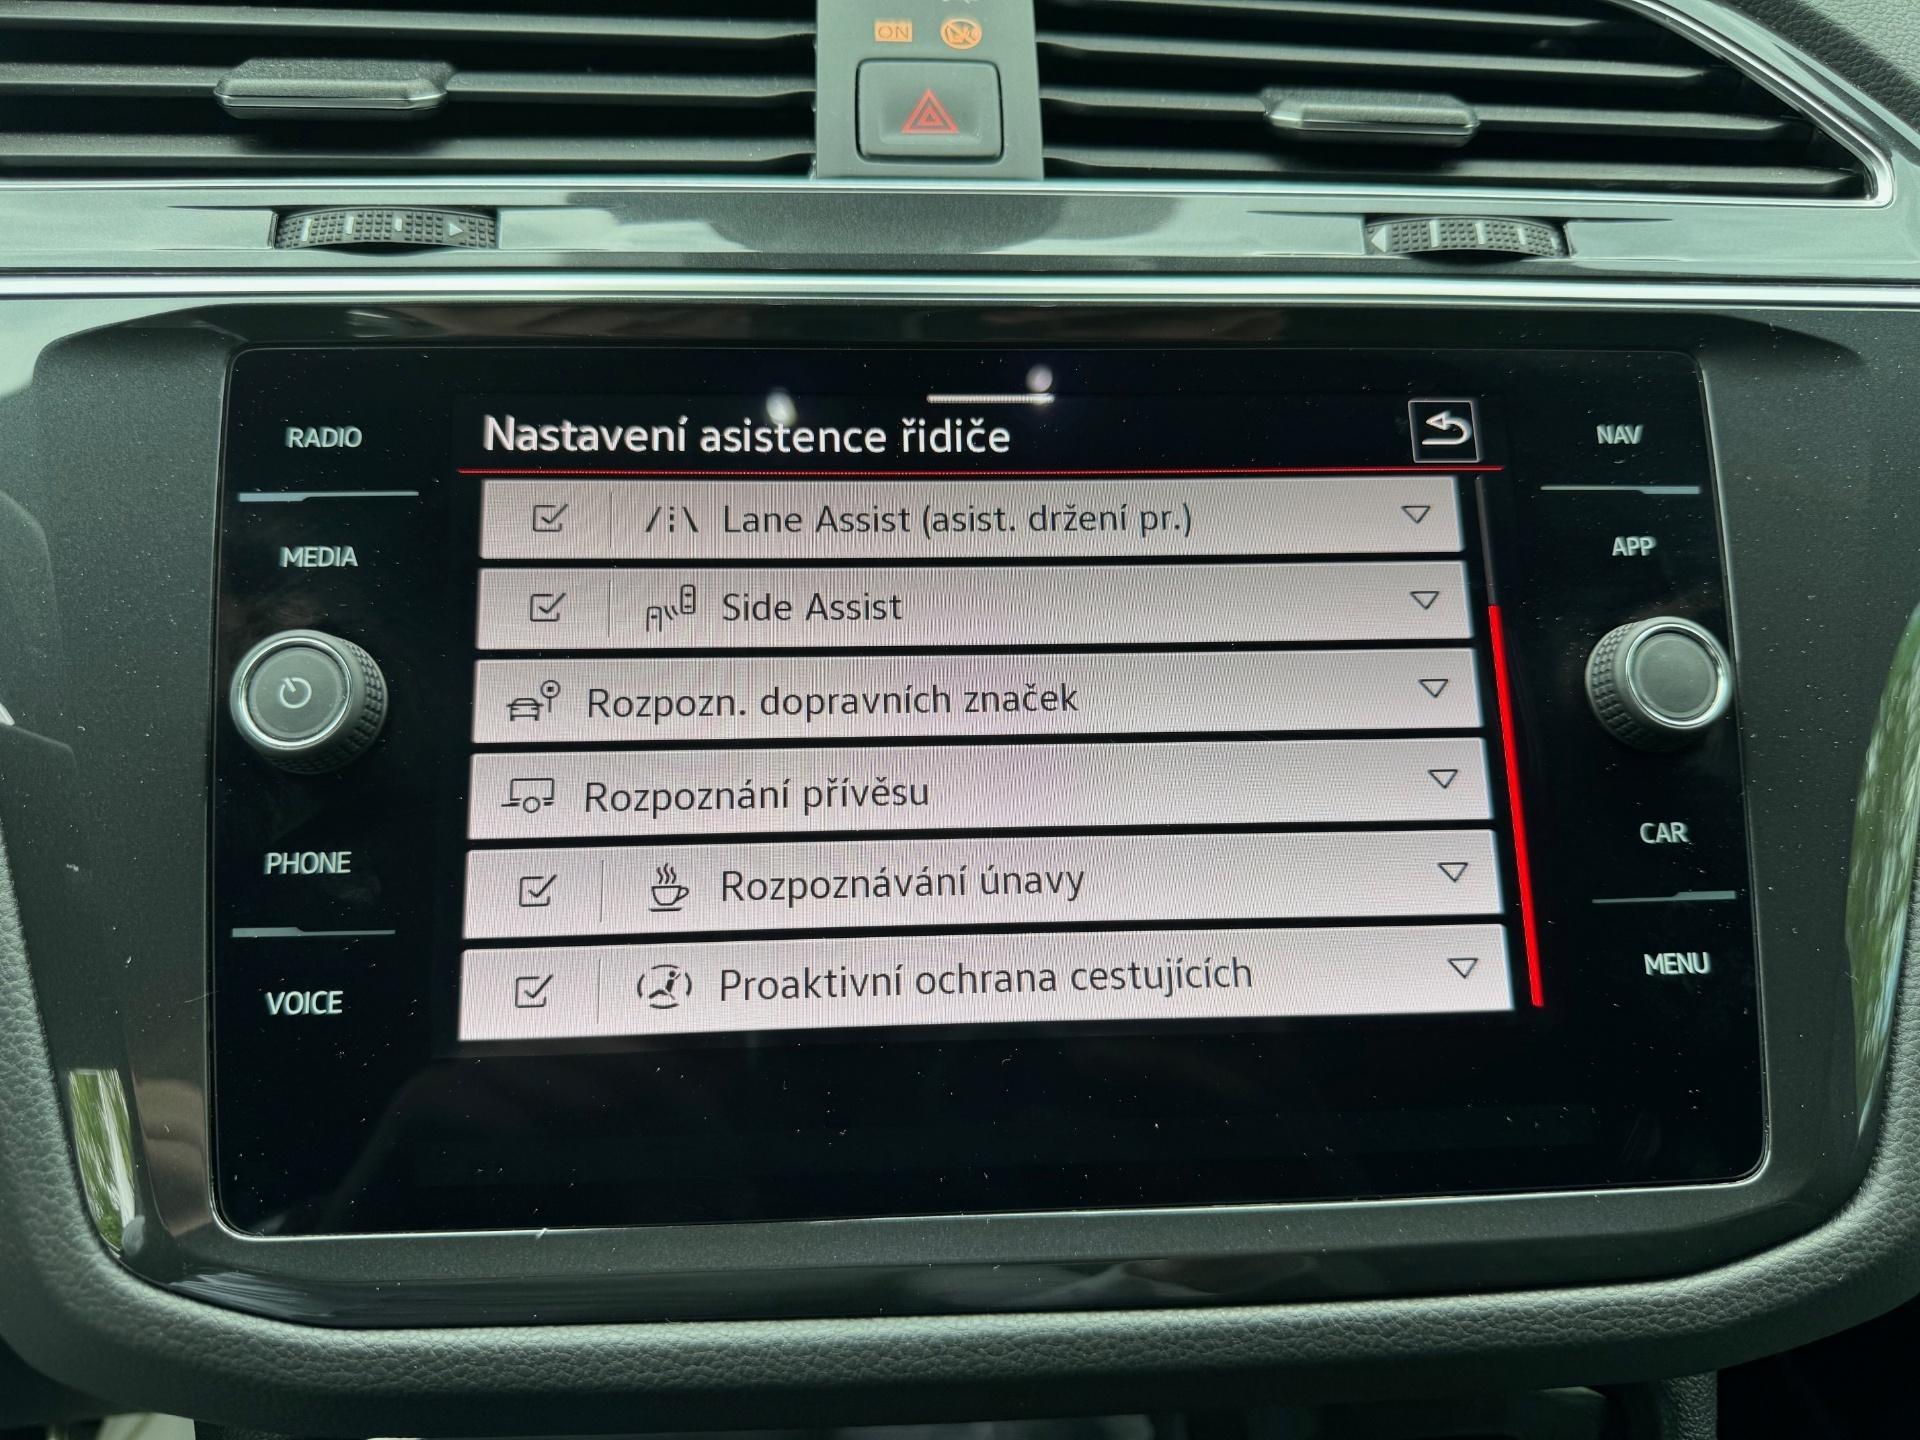 ON
RADIO
MEDIA
PHONE
VOICE
Nastavení asistence řidiče
Lane Assist (asist. držení pr.)
Side Assist
Rozpozn. dopravních značek
Rozpoznání přívěsu
Rozpoznávání únavy
Proaktivní ochrana cestujících
NAV
APP
CAR
MENU